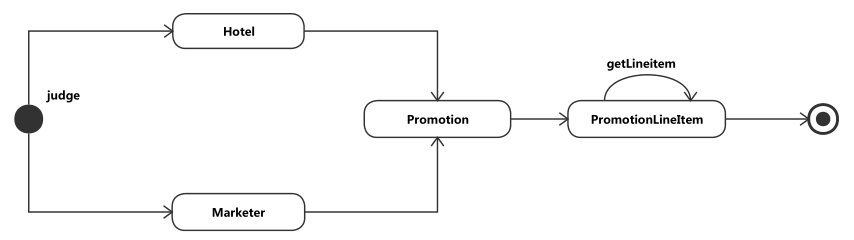 Hotel
getLineitem
judge
Promotion
PromotionLineItem
Marketer